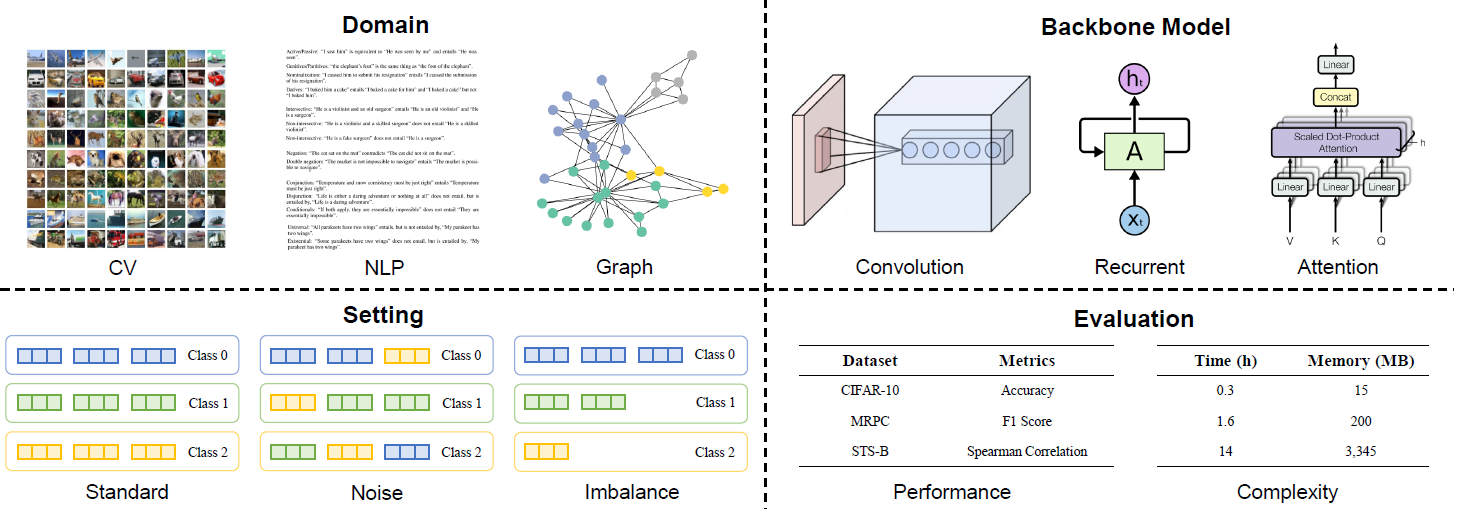 Domain
Active/Passive: "I saw him" is equivalent to "He was seen by me" and entails "He was
seen".
Genitives/Partitives: "the elephant's foot" is the same thing as "the foot of the elephant".
Nominalization: "I caused him to submit his resignation" entails "I caused the submission
of his resignation".
Datives: "I baked him a cake" entails "I baked a cake for him" and "I baked a cake" but not
"I baked him".
Intersective: "He is a violinist and an old surgeon" entails "He is an old violinist" and "He
is a surgeon".
Non-intersective: "He is a violinist and a skilled surgeon" does not entail "He is a skilled
violinist".
Non-intersective: "He is a fake surgeon" does not entail "He is a surgeon".
Negation: "The cat sat on the mat" contradicts "The cat did not sit on the mat".
Double negation: "The market is not impossible to navigate" entails "The market is possi-
ble to navigate".
Conjunction: "Temperature and snow consistency must be just right" entails "Temperature
must be just right".
Disjunction: "Life is either a daring adventure or nothing at all" does not entail, but is
entailed by, "Life is a daring adventure".
Conditionals: "If both apply, they are essentially impossible" does not entail "They are
essentially impossible".
Universal: "All parakeets have two wings" entails, but is not entailed by, "My parakeet has
two wings".
Existential: "Some parakeets have two wings" does not entail, but is entailed by, "My
parakeet has two wings".
CV
NLP
Graph
Backbone Model
Convolution
hₜ
A
Xₜ
Recurrent
Linear
Concat
Scaled Dot-Product
Attention
h
Linear
Linear
Linear
V
K
Q
Attention
Setting
Class 0
Class 1
Class 2
Standard
Class 0
Class 1
Class 2
Noise
Class 0
Class 1
Class 2
Imbalance
Evaluation
Dataset Metrics
CIFAR-10 Accuracy
MRPC F1 Score
STS-B Spearman Correlation
Performance
Time (h) Memory (MB)
0.3 15
1.6 200
14 3,345
Complexity